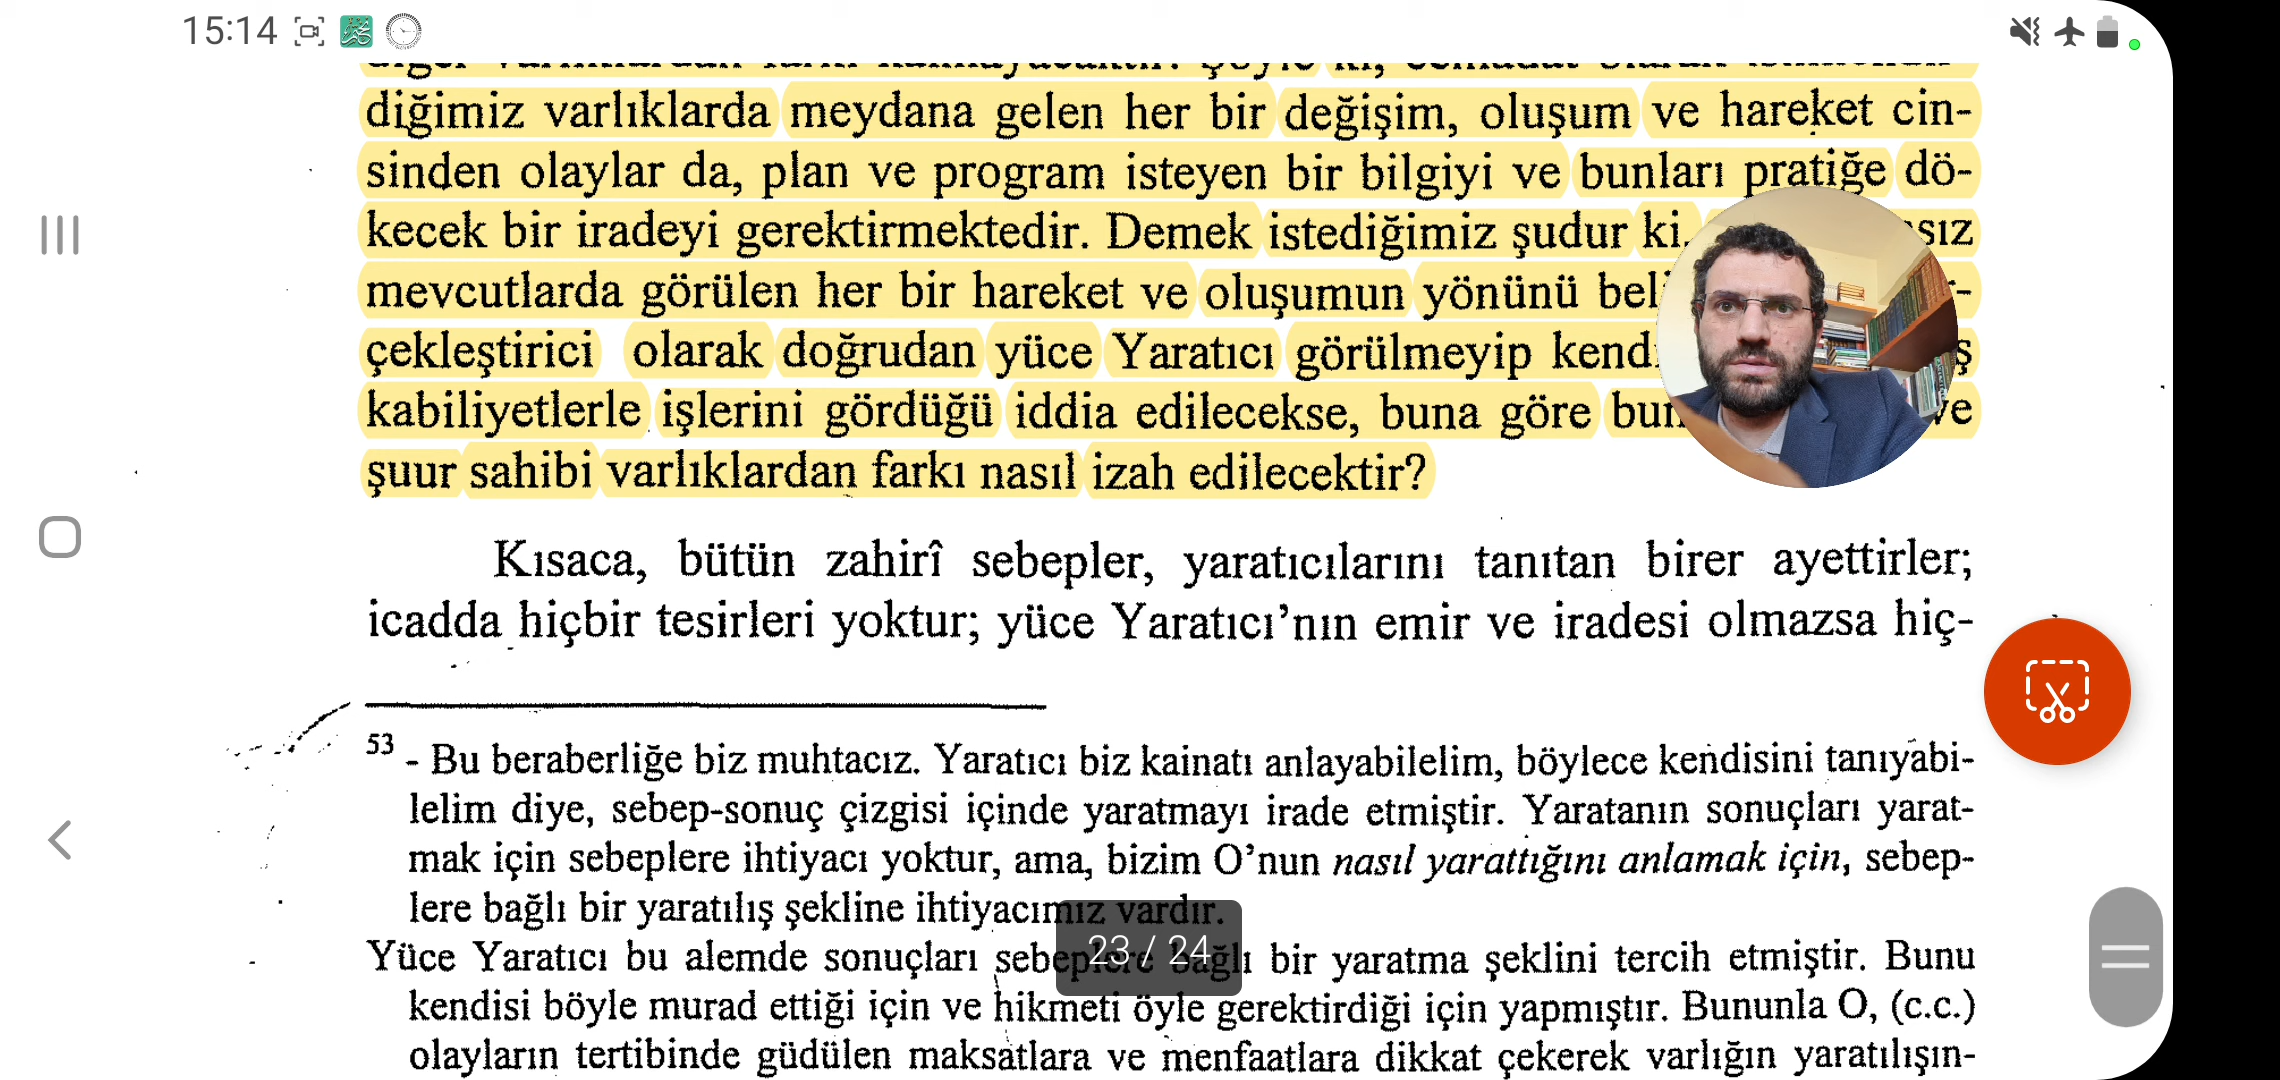 15:14
diğimiz varlıklarda meydana gelen her bir değişim, oluşum ve hareket cin-
sinden olaylar da, plan ve program isteyen bir bilgiyi ve bunları pratiğe dö-
kecek bir iradeyi gerektirmektedir. Demek istediğimiz şudur ki,
mevcutlarda görülen her bir hareket ve oluşumun yönünü
çekleştirici olarak doğrudan yüce Yaratıcı görülmeyip
kabiliyetlerle işlerini gördüğü iddia edilecekse, buna göre ve
şuur sahibi varlıklardan farkı nasıl izah edilecektir?
Kısaca, bütün zahirî sebepler, yaratıcılarını tanıtan birer ayettirler;
icadda hiçbir tesirleri yoktur; yüce Yaratıcı’nın emir ve iradesi olmazsa hiç-
53 - Bu beraberliğe biz muhtacız. Yaratıcı biz kainatı anlayabilelim, böylece kendisini tanıyabi-
lelim diye, sebep-sonuç çizgisi içinde yaratmayı irade etmiştir. Yaratanın sonuçları yarat-
mak için sebeplere ihtiyacı yoktur, ama, bizim O’nun nasıl yarattığını anlamak için, sebep-
lere bağlı bir yaratılış şekline ihtiyacımız vardır.
Yüce Yaratıcı bu alemde sonuçları sebeplere bağlı bir yaratma şeklini tercih etmiştir. Bunu
23 / 24
kendisi böyle murad ettiği için ve hikmeti öyle gerektirdiği için yapmıştır. Bununla O, (c.c.)
olayların tertibinde güdülen maksatlara ve menfaatlara dikkat çekerek varlığın yaratılışın-